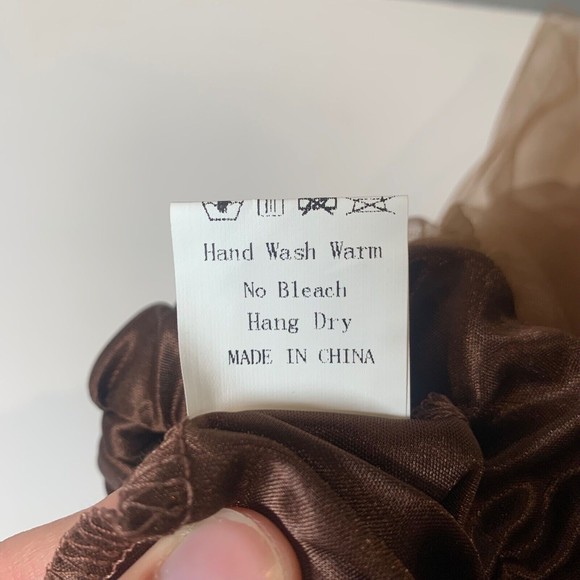 Hand Wash Warm
No Bleach
Hang Dry
MADE IN CHINA